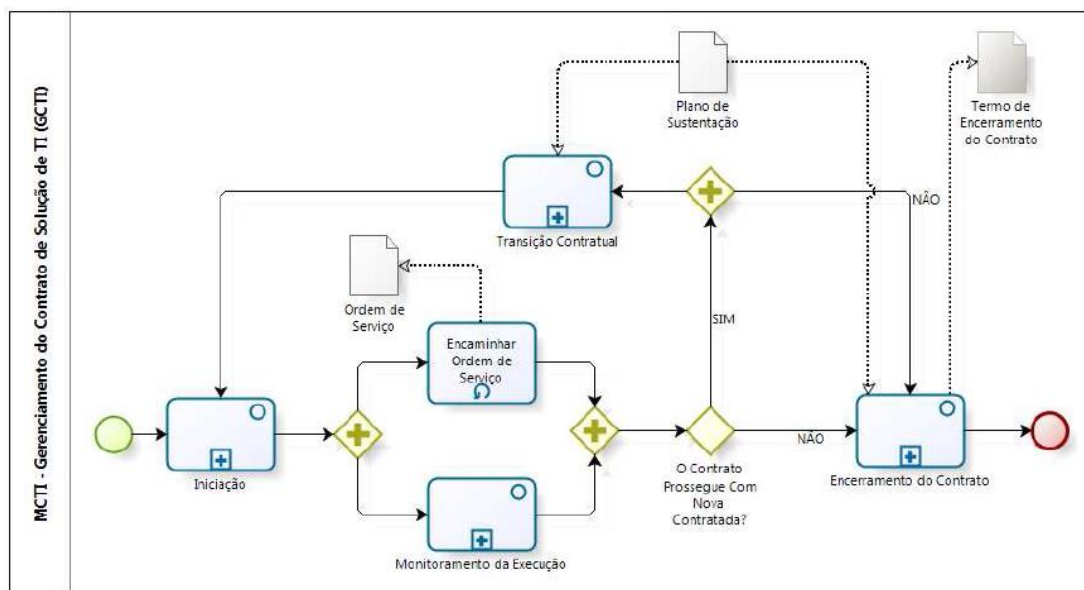 MCTI - Gerenciamento do Contrato de Solução de TI (GCTI)
Plano de
Sustentação
Termo de
Encerramento
do Contrato
Transição Contratual
NÃO
Ordem de
Serviço
SIM
Encaminhar
Ordem de
Serviço
Iniciação
NÃO
O Contrato
Prossegue Com
Nova
Contratada?
Encerramento do Contrato
Monitoramento da Execução